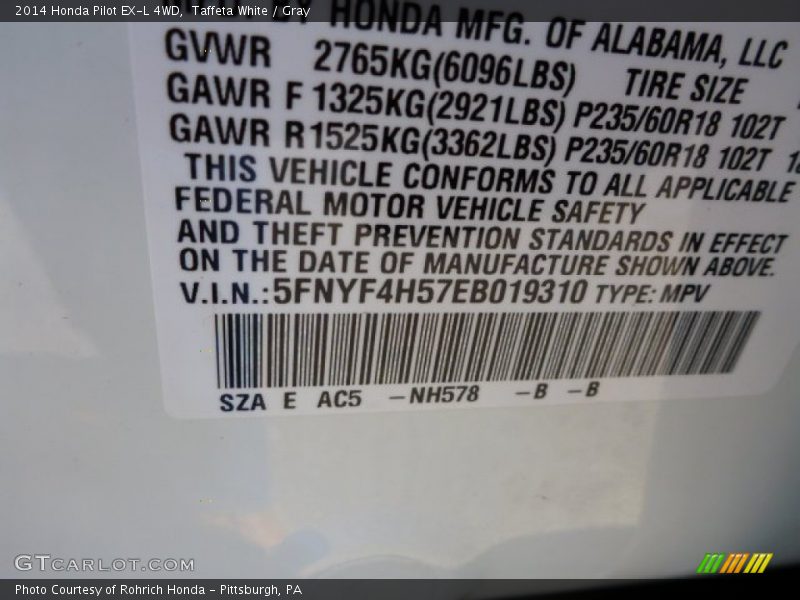 2014 Honda Pilot EX-L 4WD, Taffeta White / Gray
BY HONDA MFG. OF ALABAMA, LLC
GVWR 2765KG(6096LBS) TIRE SIZE
GAWR F 1325KG(2921LBS) P235/60R18 102T
GAWR R 1525KG(3362LBS) P235/60R18 102T
THIS VEHICLE CONFORMS TO ALL APPLICABLE
FEDERAL MOTOR VEHICLE SAFETY
AND THEFT PREVENTION STANDARDS IN EFFECT
ON THE DATE OF MANUFACTURE SHOWN ABOVE.
V.I.N.: 5FNYF4H57EB019310 TYPE: MPV
SZA E AC5 -NH578 -B -B
GTCARLOT.COM
Photo Courtesy of Rohrich Honda - Pittsburgh, PA